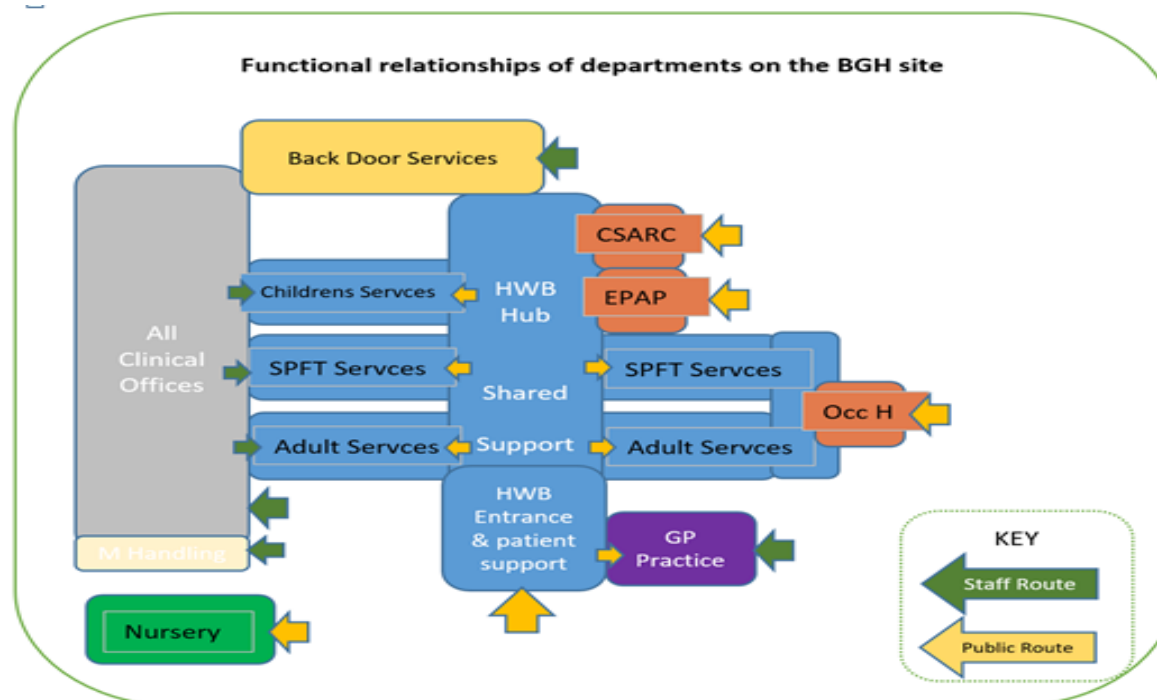 Functional relationships of departments on the BGH site
Back Door Services
CSARC
Childrens Servces
HWB
Hub
EPAP
All
Clinical
Offices
SPFT Servces
SPFT Servces
Shared
Occ H
Adult Servces
Support
Adult Servces
HWB
Entrance
& patient
support
GP
Practice
M Handling
Nursery
KEY
Staff Route
Public Route